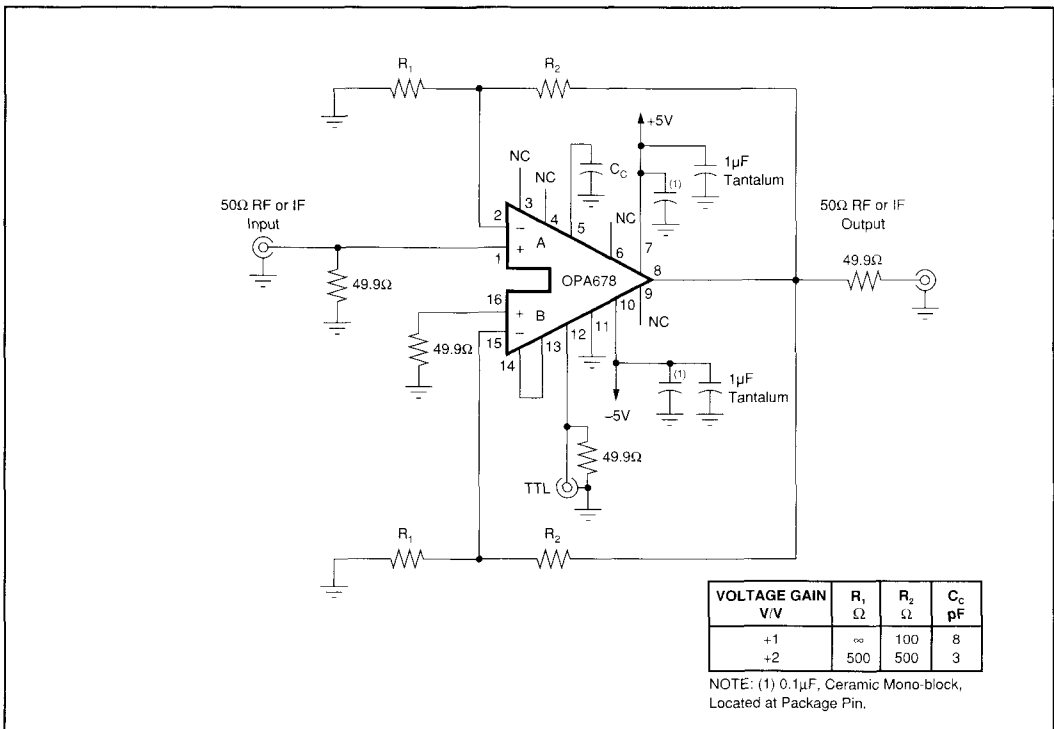 R₁
R₂
+5V
1µF
Tantalum
NC
C_C
NC
(1)
50Ω RF or IF
Input
50Ω RF or IF
Output
2
3
4
5
NC
6
7
−
A
+
1
8
49.9Ω
OPA678
9
49.9Ω
16
10
+
B
−
11
NC
15
12
49.9Ω
13
14
(1)
1µF
Tantalum
−5V
49.9Ω
TTL
R₁
R₂
VOLTAGE GAIN V/V | R₁ Ω | R₂ Ω | C_C pF
+1 | ∞ | 100 | 8
+2 | 500 | 500 | 3
NOTE: (1) 0.1µF, Ceramic Mono-block,
Located at Package Pin.